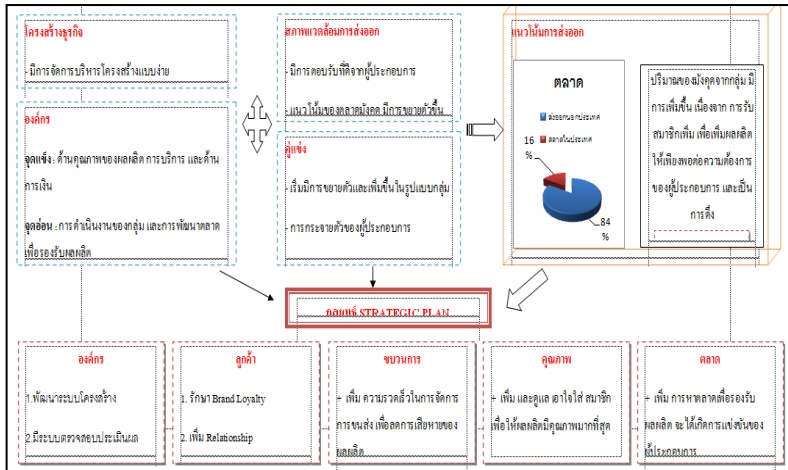 โครงสร้างธุรกิจ
- มีการจัดการบริหารโครงสร้างแบบง่าย
องค์กร
จุดแข็ง : ด้านคุณภาพของผลผลิต การบริการ และด้าน
การเงิน
จุดอ่อน : การดำเนินงานของกลุ่ม และการพัฒนาตลาด
เพื่อรองรับผลผลิต
สภาพแวดล้อมการส่งออก
- มีการตอบรับที่ดีจากผู้ประกอบการ
- แนวโน้มของตลาดมังคุด มีการขยายตัวขึ้น
คู่แข่ง
- เริ่มมีการขยายตัวและเพิ่มขึ้นในรูปแบบกลุ่ม
- การกระจายตัวของผู้ประกอบการ
แนวโน้มการส่งออก
ตลาด
ส่งออกนอกประเทศ
ตลาดในประเทศ
16
%
84
%
ปริมาณของมังคุดจากกลุ่ม มี
การเพิ่มขึ้น เนื่องจาก การรับ
สมาชิกเพิ่ม เพื่อเพิ่มผลผลิต
ให้เพียงพอต่อความต้องการ
ของผู้ประกอบการ และเป็น
การดึง
กลยุทธ์ STRATEGIC PLAN
องค์กร
1.พัฒนาระบบโครงสร้าง
2.มีระบบตรวจสอบประเมินผล
ลูกค้า
1. รักษา Brand Loyalty
2. เพิ่ม Relationship
ขบวนการ
+ เพิ่ม ความรวดเร็วในการจัดการ
การขนส่ง เพื่อลดการเสียหายของ
ผลผลิต
คุณภาพ
+ เพิ่ม และดูแล เอาใจใส่ สมาชิก
เพื่อให้ผลผลิตมีคุณภาพมากที่สุด
ตลาด
+ เพิ่ม การหาตลาดเพื่อรองรับ
ผลผลิต จะได้เกิดการแข่งขันของ
ผู้ประกอบการ